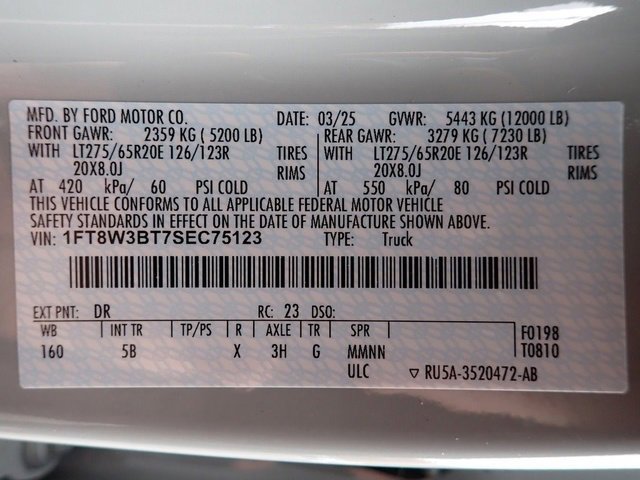 MFD. BY FORD MOTOR CO. DATE: 03/25 GVWR: 5443 KG (12000 LB)
FRONT GAWR: 2359 KG ( 5200 LB) REAR GAWR: 3279 KG ( 7230 LB)
WITH LT275/65R20E 126/123R TIRES WITH LT275/65R20E 126/123R TIRES
20X8.0J RIMS 20X8.0J RIMS
AT 420 kPa/ 60 PSI COLD AT 550 kPa/ 80 PSI COLD
THIS VEHICLE CONFORMS TO ALL APPLICABLE FEDERAL MOTOR VEHICLE
SAFETY STANDARDS IN EFFECT ON THE DATE OF MANUFACTURE SHOWN ABOVE.
VIN: 1FT8W3BT7SEC75123 TYPE: Truck
EXT PNT: DR RC: 23 DSO:
WB INT TR TP/PS R AXLE TR SPR F0198
160 5B X 3H G MMNN T0810
ULC ▽ RU5A-3520472-AB